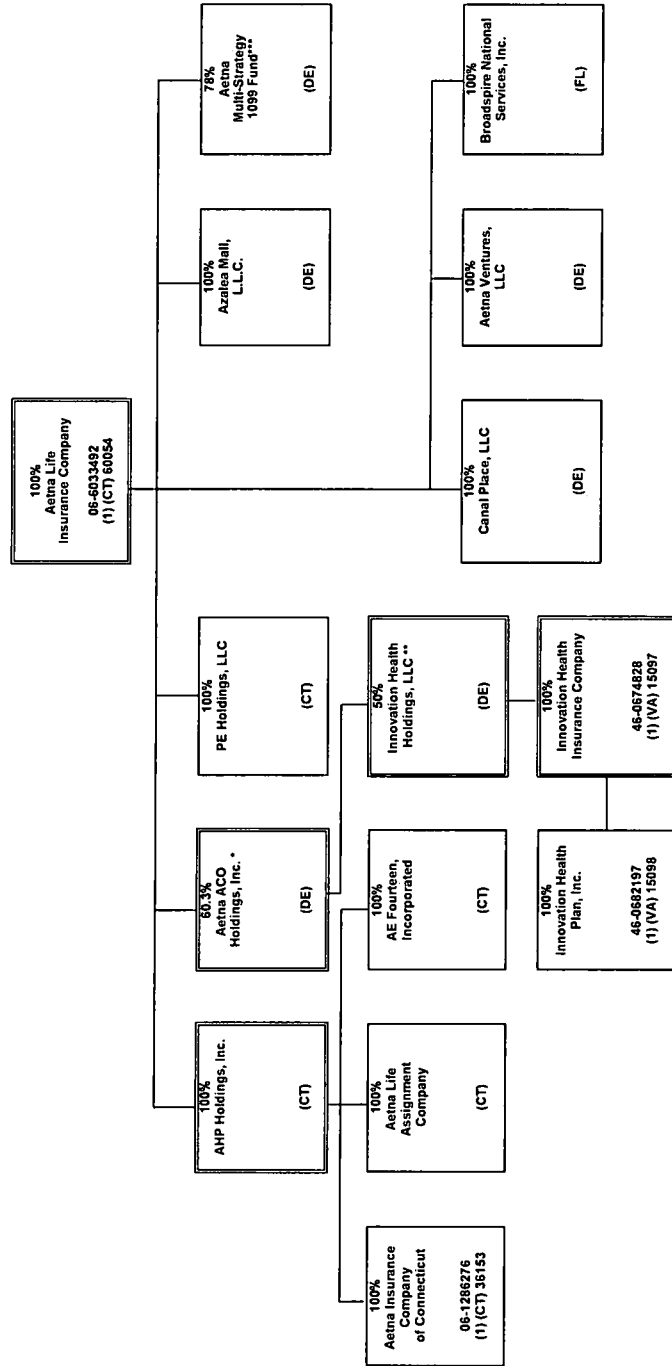 100%
Aetna Life
Insurance Company
06-6033492
(1) (CT) 60054
100%
AHP Holdings, Inc.
(CT)
60.3%
Aetna ACO
Holdings, Inc. *
(DE)
100%
PE Holdings, LLC
(CT)
100%
Azalea Mall,
L.L.C.
(DE)
78%
Aetna
Multi-Strategy
1099 Fund***
(DE)
100%
Aetna Insurance
Company
of Connecticut
06-1286276
(1) (CT) 36153
100%
Aetna Life
Assignment
Company
(CT)
100%
AE Fourteen,
Incorporated
(CT)
50%
Innovation Health
Holdings, LLC **
(DE)
100%
Canal Place, LLC
(DE)
100%
Aetna Ventures,
LLC
(DE)
100%
Broadspire National
Services, Inc.
(FL)
100%
Innovation Health
Plan, Inc.
46-0682197
(1) (VA) 15098
100%
Innovation Health
Insurance Company
46-0674828
(1) (VA) 15097